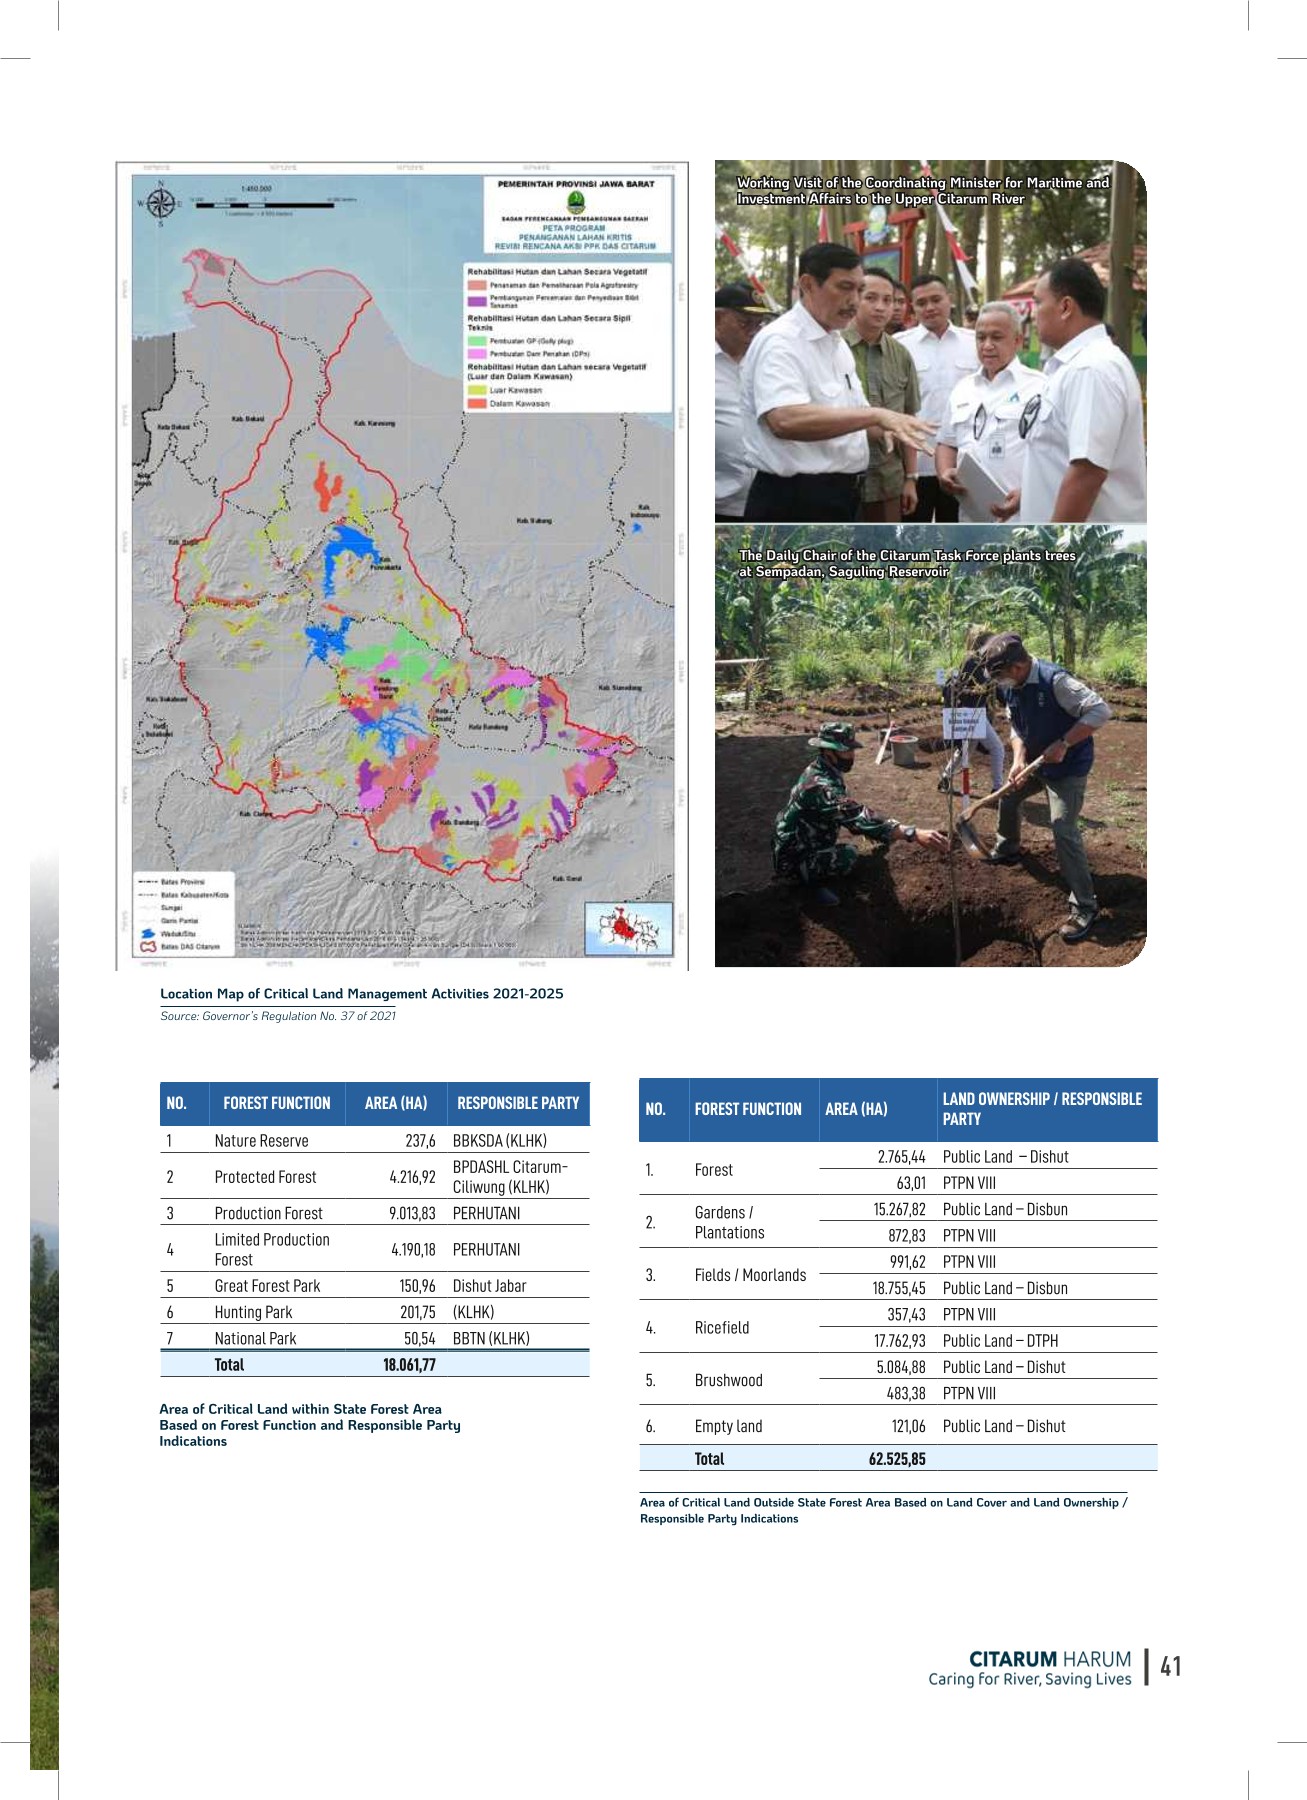 1:450.000
N
W
E
S
PEMERINTAH PROVINSI JAWA BARAT
BADAN PERENCANAAN PEMBANGUNAN DAERAH
PETA PROGRAM
PENANGANAN LAHAN KRITIS
REVISI RENCANA AKSI PPK DAS CITARUM
Rehabilitasi Hutan dan Lahan Secara Vegetatif
Penanaman dan Pemeliharaan Pola Agroforestry
Pembangunan Persemaian dan Penyediaan Bibit
Tanaman
Rehabilitasi Hutan dan Lahan Secara Sipil
Teknis
Pembuatan GP (Gully plug)
Pembuatan Dam Penahan (DPn)
Rehabilitasi Hutan dan Lahan secara Vegetatif
(Luar dan Dalam Kawasan)
Luar Kawasan
Dalam Kawasan
Kab. Bekasi
Kota Bekasi
Kab. Karawang
Kab. Subang
Kab.
Indramayu
Kab. Bogor
Kab.
Purwakarta
Kab.
Bandung
Barat
Kab. Sumedang
Kab. Sukabumi
Kota
Sukabumi
Kota
Cimahi
Kota Bandung
Kab. Cianjur
Kab. Bandung
Kab. Garut
Batas Provinsi
Batas Kabupaten/Kota
Sungai
Garis Pantai
Waduk/Situ
Batas DAS Citarum
Working Visit of the Coordinating Minister for Maritime and
Investment Affairs to the Upper Citarum River
The Daily Chair of the Citarum Task Force plants trees
at Sempadan, Saguling Reservoir
Location Map of Critical Land Management Activities 2021-2025
Source: Governor's Regulation No. 37 of 2021
NO. FOREST FUNCTION AREA (HA) RESPONSIBLE PARTY
1 Nature Reserve 237,6 BBKSDA (KLHK)
2 Protected Forest 4.216,92 BPDASHL Citarum-
Ciliwung (KLHK)
3 Production Forest 9.013,83 PERHUTANI
4 Limited Production
Forest 4.190,18 PERHUTANI
5 Great Forest Park 150,96 Dishut Jabar
6 Hunting Park 201,75 (KLHK)
7 National Park 50,54 BBTN (KLHK)
Total 18.061,77
Area of Critical Land within State Forest Area
Based on Forest Function and Responsible Party
Indications
NO. FOREST FUNCTION AREA (HA) LAND OWNERSHIP / RESPONSIBLE
PARTY
1. Forest 2.765,44 Public Land – Dishut
63,01 PTPN VIII
2. Gardens /
Plantations 15.267,82 Public Land – Disbun
872,83 PTPN VIII
3. Fields / Moorlands 991,62 PTPN VIII
18.755,45 Public Land – Disbun
4. Ricefield 357,43 PTPN VIII
17.762,93 Public Land – DTPH
5. Brushwood 5.084,88 Public Land – Dishut
483,38 PTPN VIII
6. Empty land 121,06 Public Land – Dishut
Total 62.525,85
Area of Critical Land Outside State Forest Area Based on Land Cover and Land Ownership /
Responsible Party Indications
CITARUM HARUM
Caring for River, Saving Lives
41